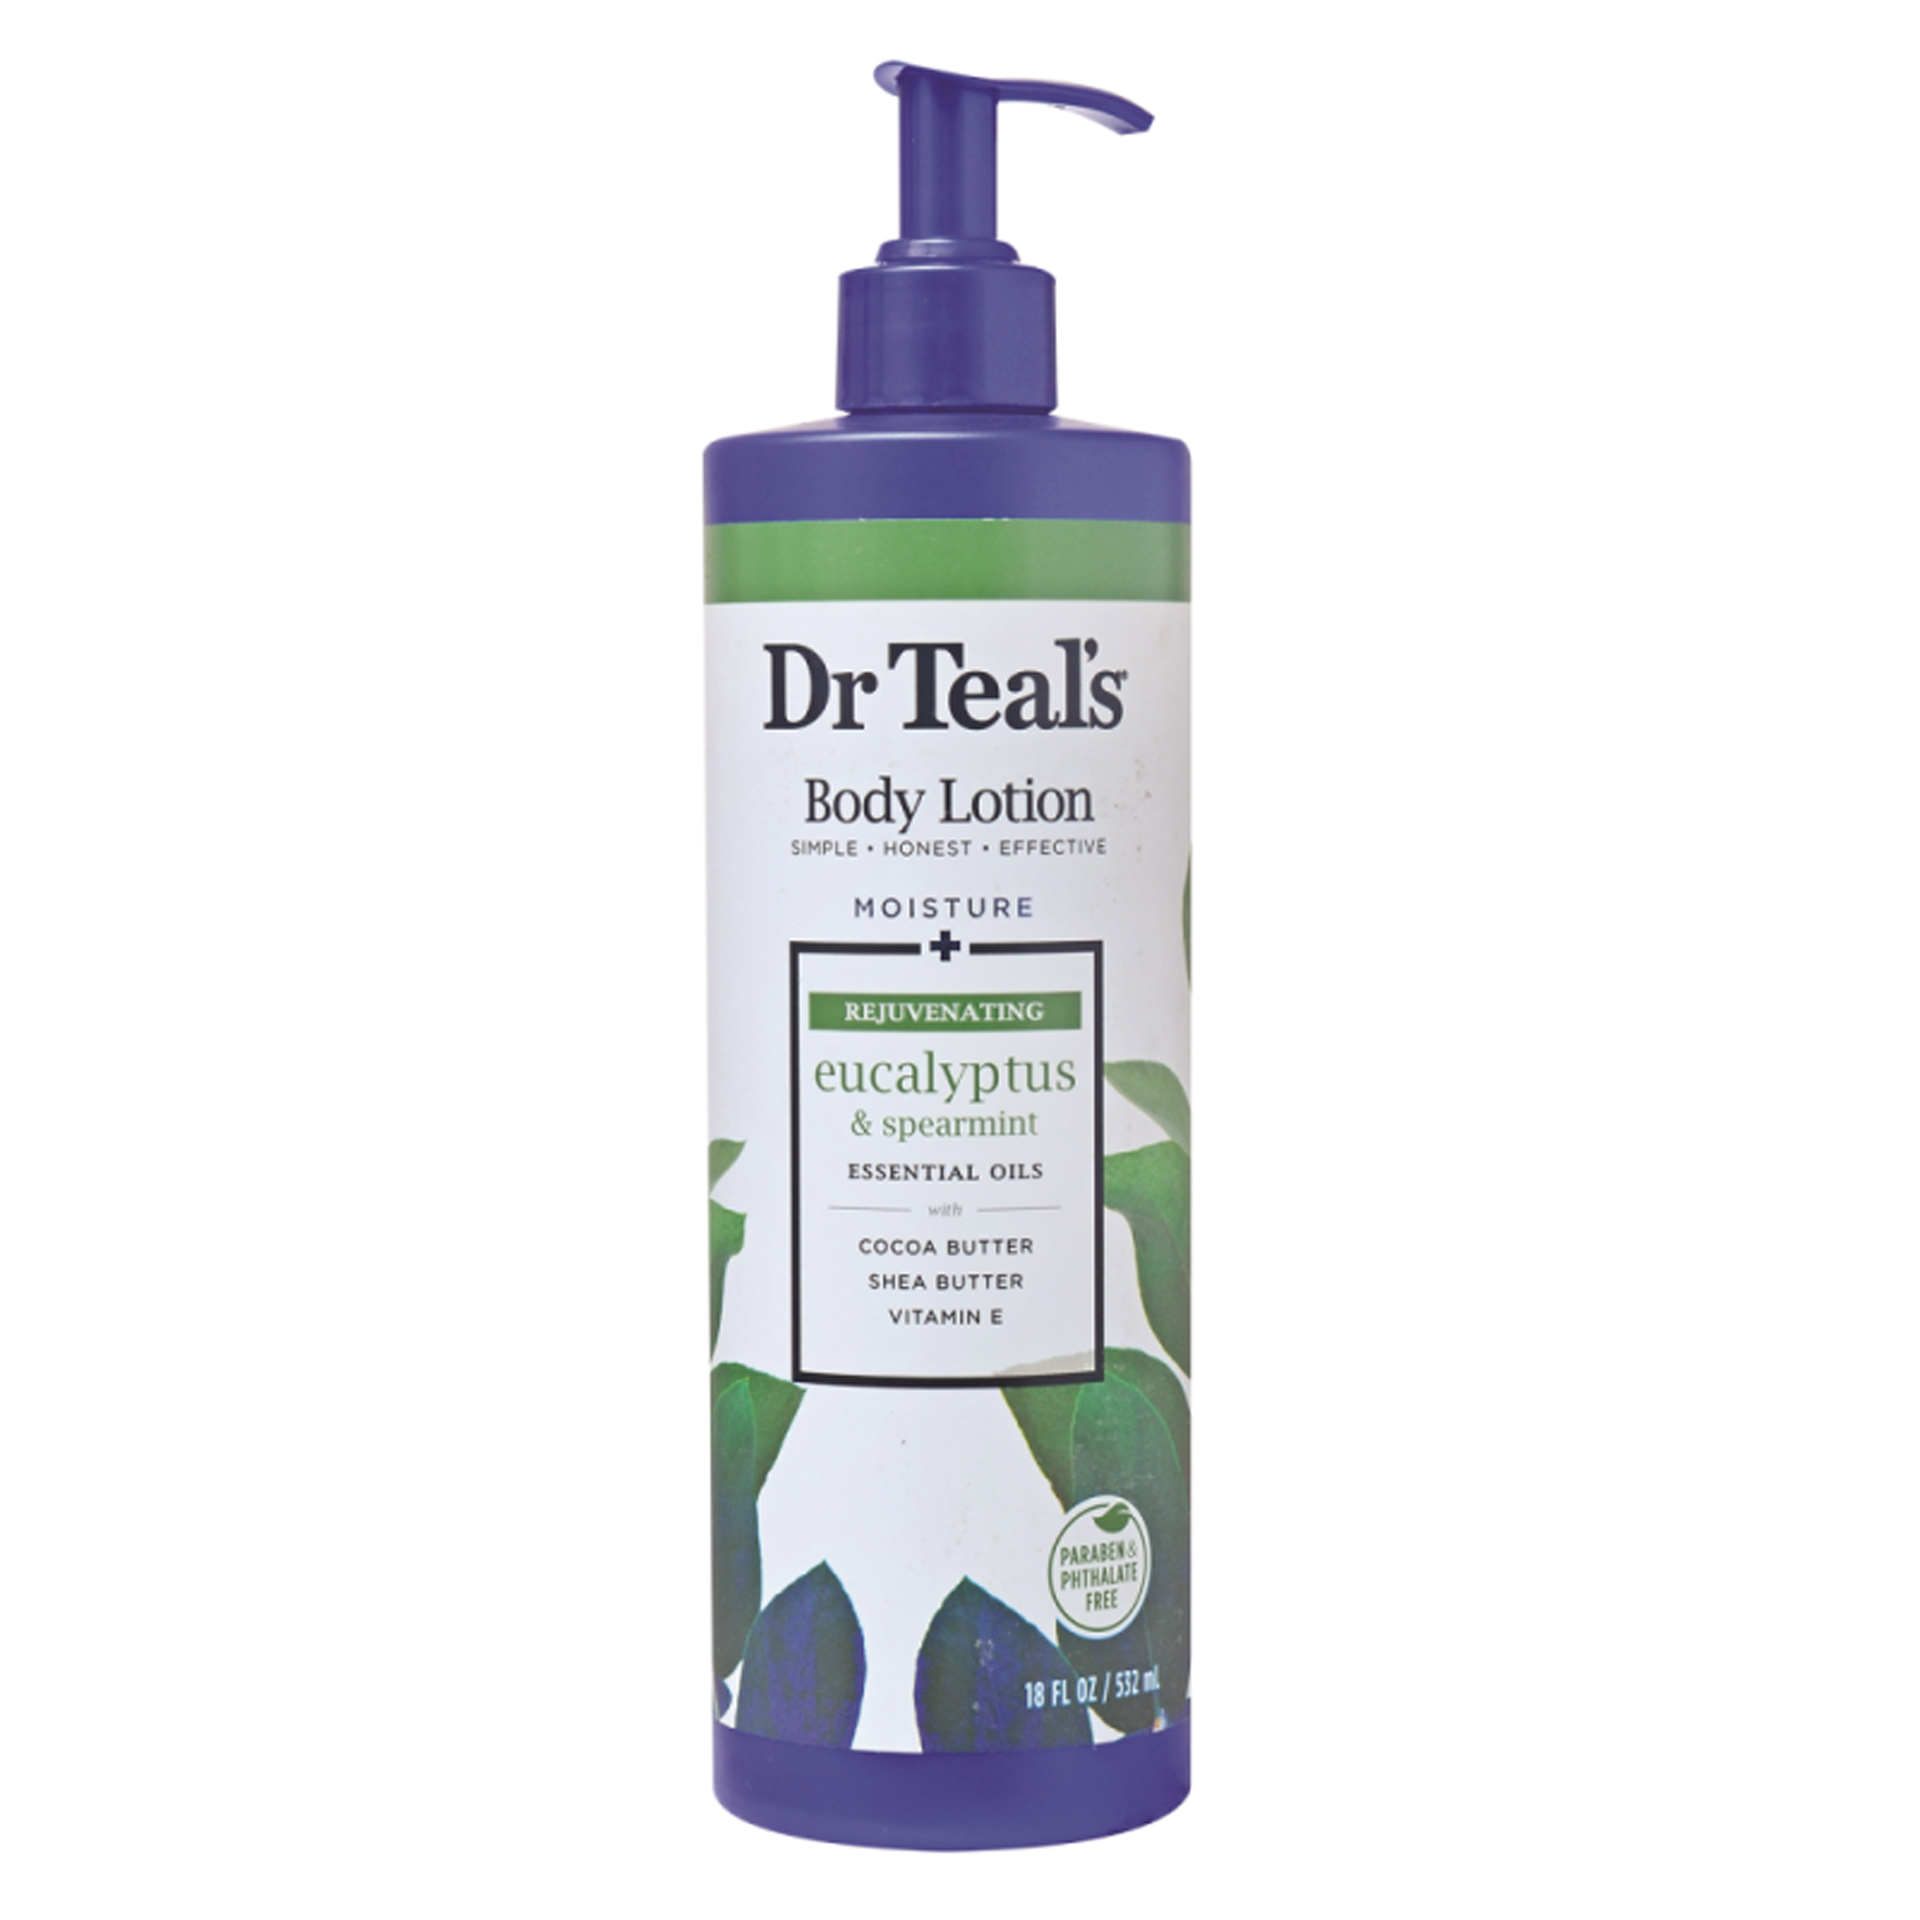 Dr Teal's®
Body Lotion
SIMPLE • HONEST • EFFECTIVE
MOISTURE
+
REJUVENATING
eucalyptus
& spearmint
ESSENTIAL OILS
with
COCOA BUTTER
SHEA BUTTER
VITAMIN E
PARABEN &
PHTHALATE
FREE
18 FL OZ / 532 mL